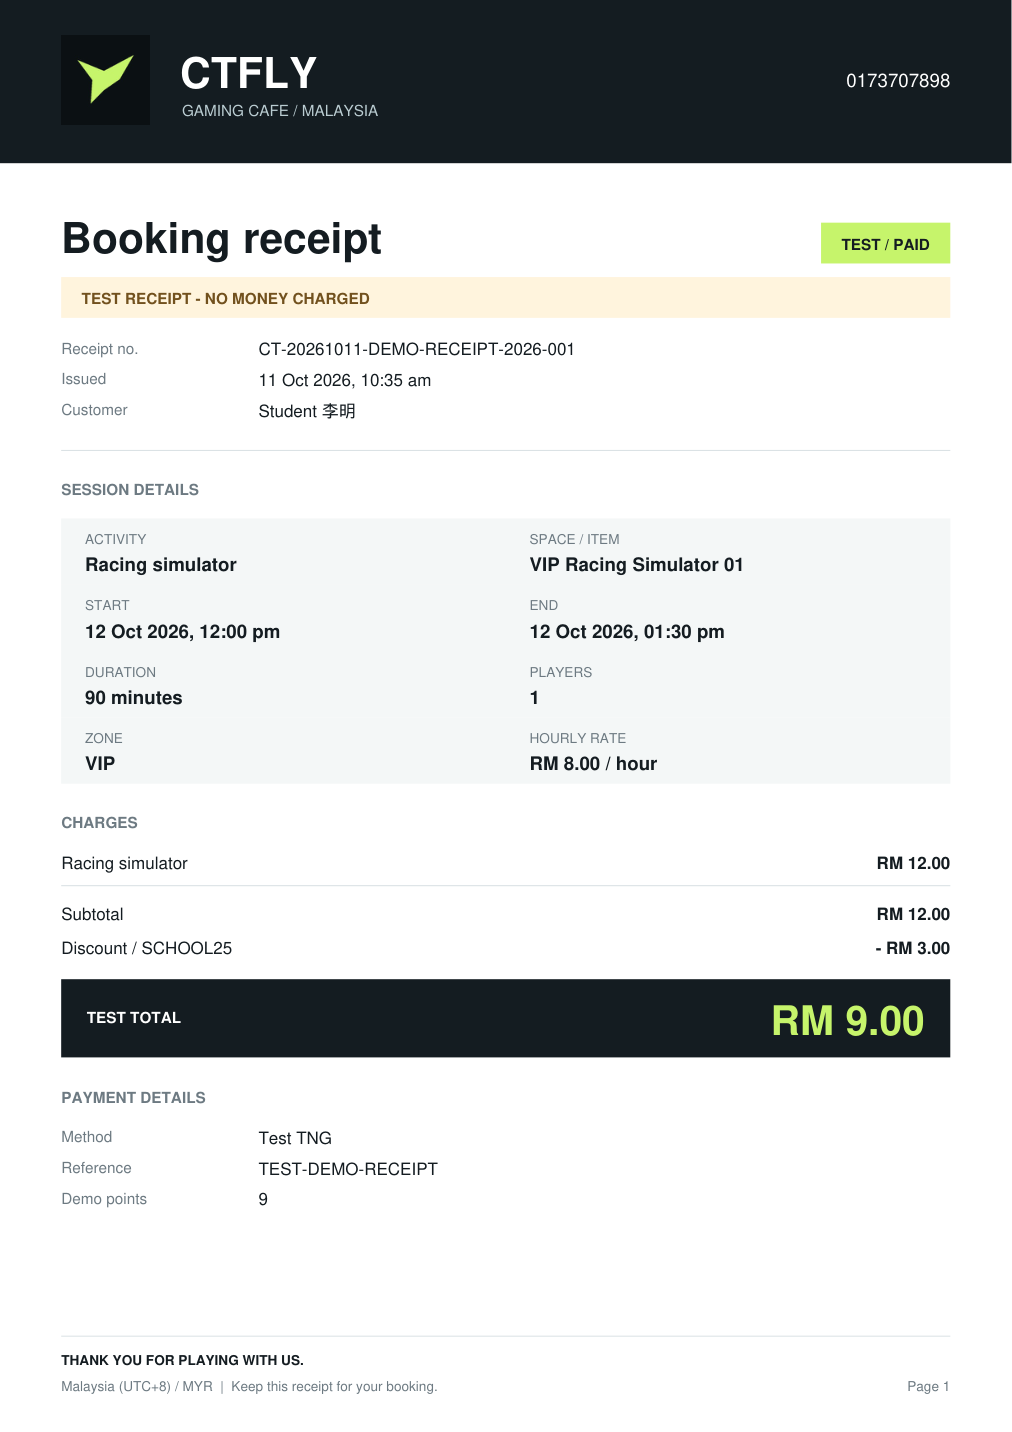 CTFLY
GAMING CAFE / MALAYSIA
0173707898
Booking receipt
TEST / PAID
TEST RECEIPT - NO MONEY CHARGED
Receipt no. CT-20261011-DEMO-RECEIPT-2026-001
Issued 11 Oct 2026, 10:35 am
Customer Student 李明
SESSION DETAILS
ACTIVITY SPACE / ITEM
Racing simulator VIP Racing Simulator 01
START END
12 Oct 2026, 12:00 pm 12 Oct 2026, 01:30 pm
DURATION PLAYERS
90 minutes 1
ZONE HOURLY RATE
VIP RM 8.00 / hour
CHARGES
Racing simulator RM 12.00
Subtotal RM 12.00
Discount / SCHOOL25 - RM 3.00
TEST TOTAL RM 9.00
PAYMENT DETAILS
Method Test TNG
Reference TEST-DEMO-RECEIPT
Demo points 9
THANK YOU FOR PLAYING WITH US.
Malaysia (UTC+8) / MYR | Keep this receipt for your booking. Page 1